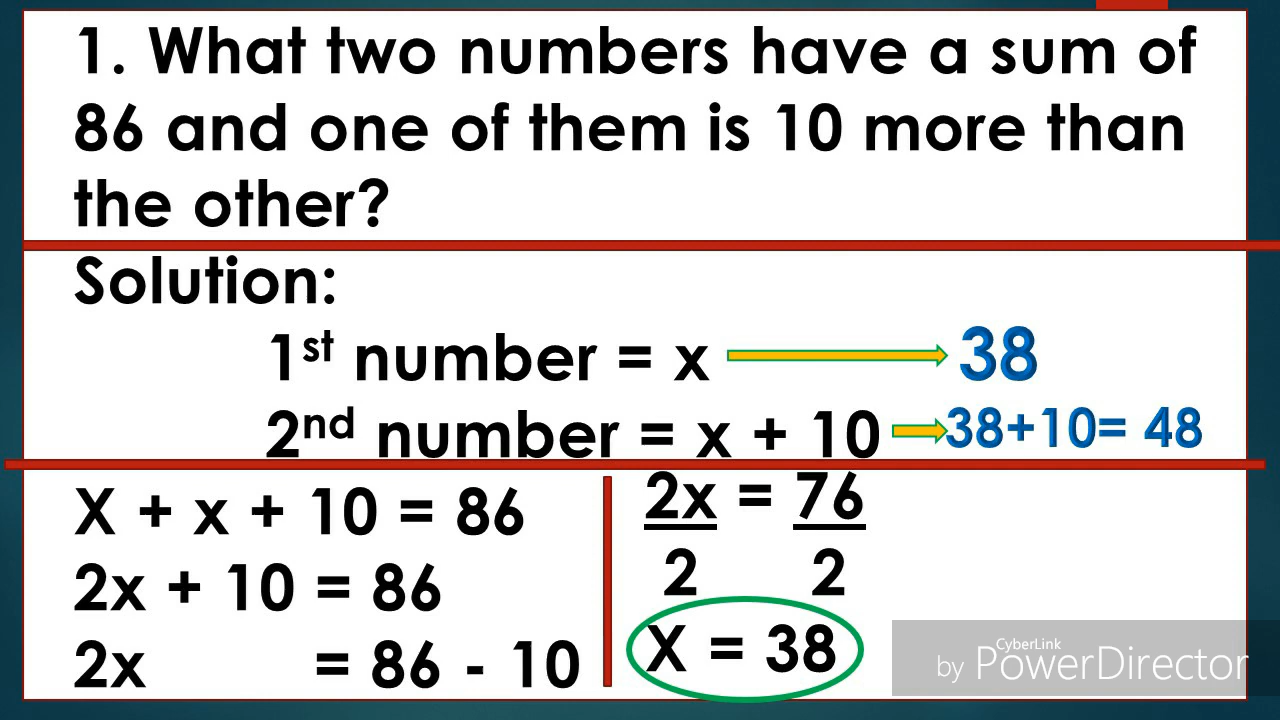 1. What two numbers have a sum of
86 and one of them is 10 more than
the other?
Solution:
1st number = x 38
2nd number = x + 10 38+10= 48
X + x + 10 = 86
2x + 10 = 86
2x = 86 - 10
2x = 76
2 2
X = 38
CyberLink
by PowerDirector